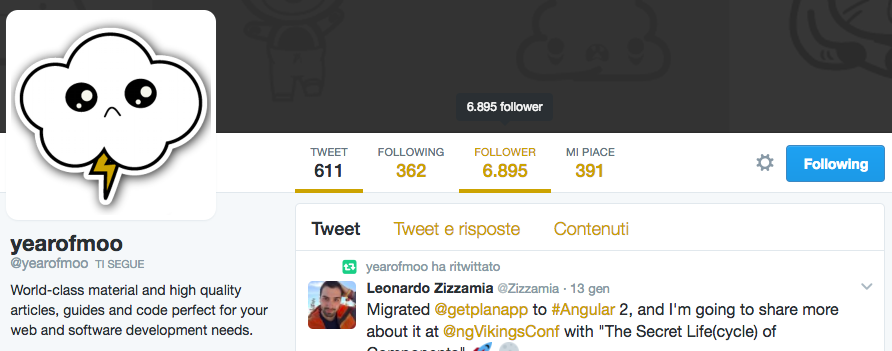 6.895 follower
TWEET FOLLOWING FOLLOWER MI PIACE
611 362 6.895 391
Following
yearofmoo
@yearofmoo TI SEGUE
World-class material and high quality
articles, guides and code perfect for your
web and software development needs.
Tweet Tweet e risposte Contenuti
yearofmoo ha ritwittato
Leonardo Zizzamia @Zizzamia · 13 gen
Migrated @getplanapp to #Angular 2, and I'm going to share more
about it at @ngVikingsConf with "The Secret Life(cycle) of
Components"